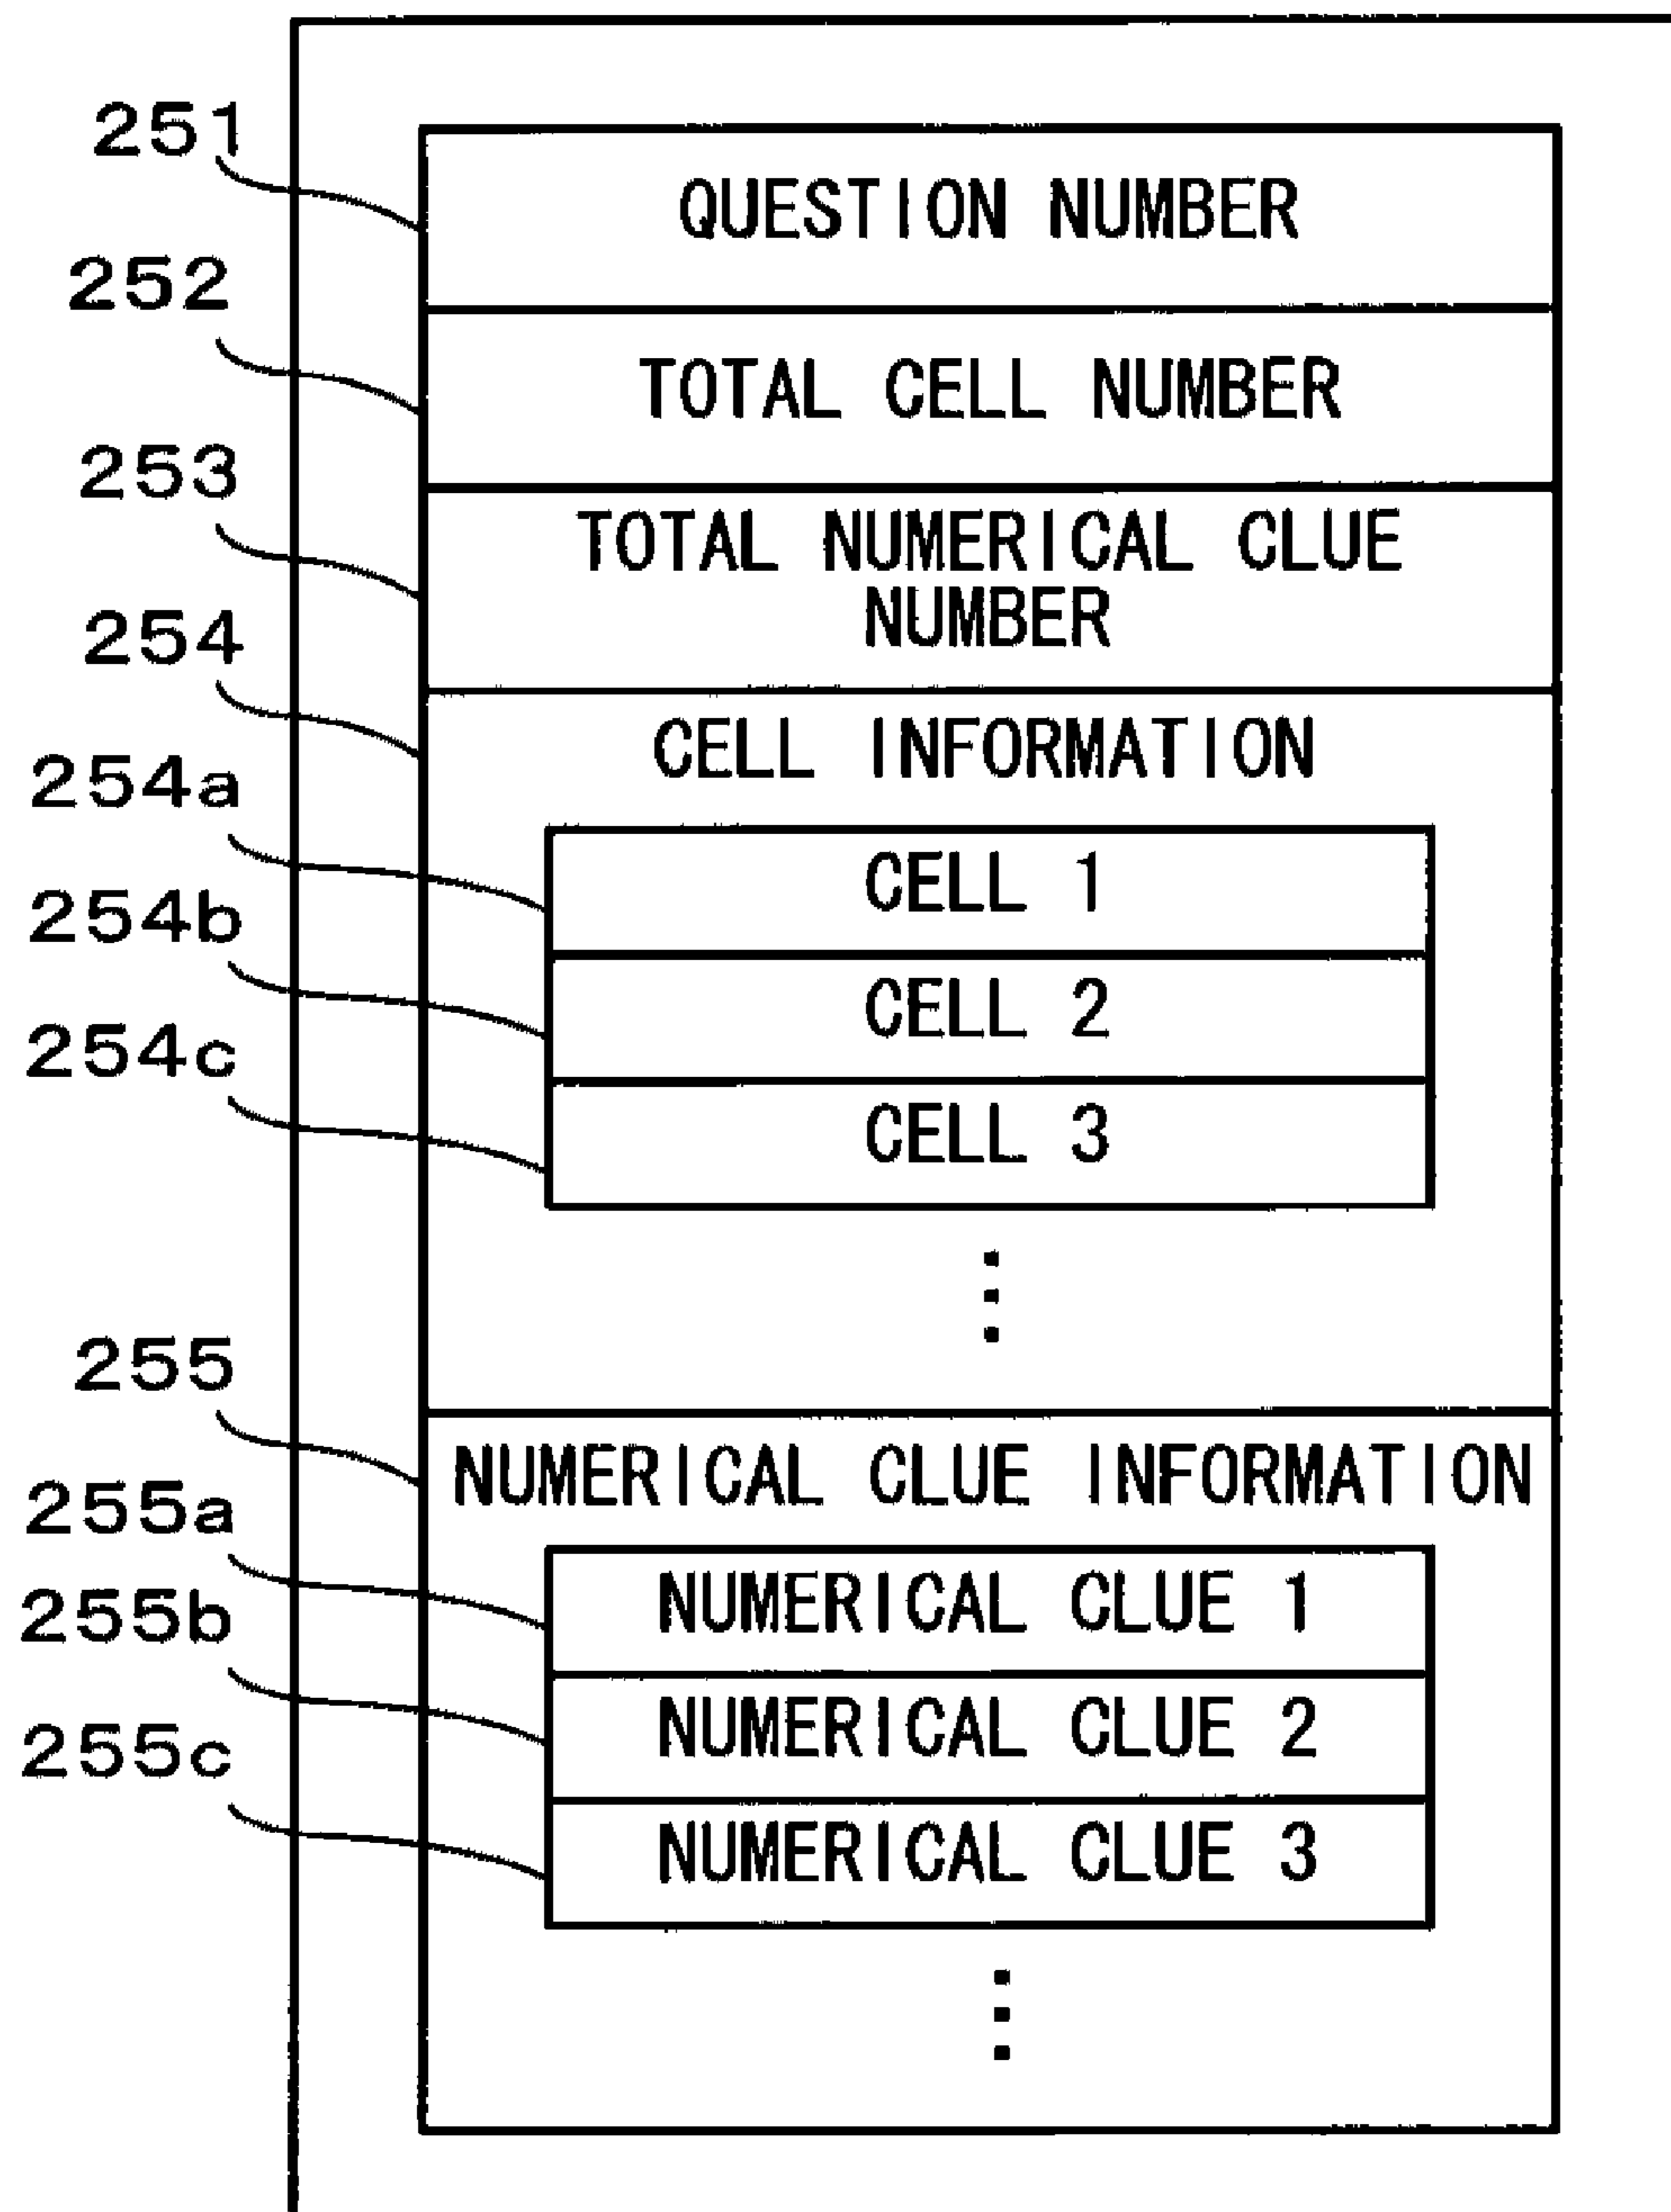 251
QUESTION NUMBER
252
TOTAL CELL NUMBER
253
TOTAL NUMERICAL CLUE
NUMBER
254
CELL INFORMATION
254a
CELL 1
254b
CELL 2
254c
CELL 3
255
NUMERICAL CLUE INFORMATION
255a
NUMERICAL CLUE 1
255b
NUMERICAL CLUE 2
255c
NUMERICAL CLUE 3